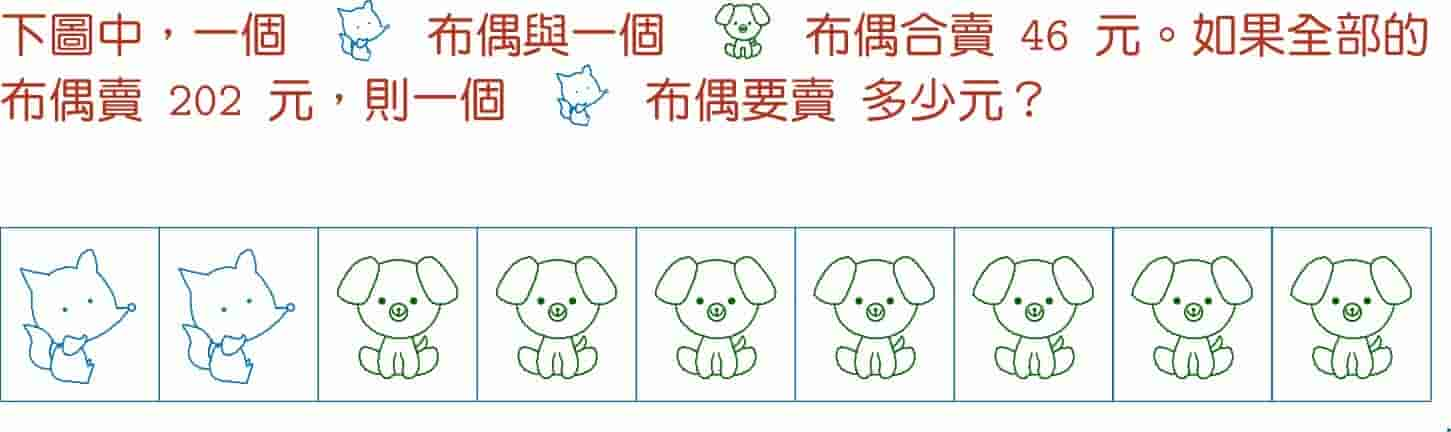 下圖中，一個 布偶與一個 布偶合賣 46 元。如果全部的
布偶賣 202 元，則一個 布偶要賣 多少元？